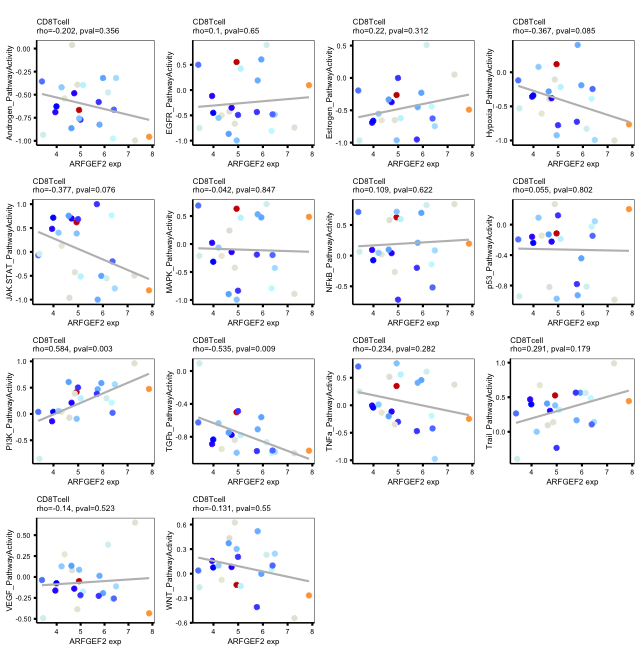 CD8Tcell
rho=-0.202, pval=0.356
Androgen_PathwayActivity
0.00
-0.25
-0.50
-0.75
-1.00
4 5 6 7 8
ARFGEF2 exp
CD8Tcell
rho=0.1, pval=0.65
EGFR_PathwayActivity
0.5
0.0
-0.5
-1.0
4 5 6 7 8
ARFGEF2 exp
CD8Tcell
rho=0.22, pval=0.312
Estrogen_PathwayActivity
0.5
0.0
-0.5
-1.0
4 5 6 7 8
ARFGEF2 exp
CD8Tcell
rho=-0.367, pval=0.085
Hypoxia_PathwayActivity
0.0
-0.5
-1.0
4 5 6 7 8
ARFGEF2 exp
CD8Tcell
rho=-0.377, pval=0.076
JAK.STAT_PathwayActivity
1.0
0.5
0.0
-0.5
-1.0
4 5 6 7 8
ARFGEF2 exp
CD8Tcell
rho=-0.042, pval=0.847
MAPK_PathwayActivity
0.5
0.0
-0.5
-1.0
4 5 6 7 8
ARFGEF2 exp
CD8Tcell
rho=0.109, pval=0.622
NFkB_PathwayActivity
0.5
0.0
-0.5
4 5 6 7 8
ARFGEF2 exp
CD8Tcell
rho=0.055, pval=0.802
p53_PathwayActivity
0.0
-0.4
-0.8
4 5 6 7 8
ARFGEF2 exp
CD8Tcell
rho=0.584, pval=0.003
PI3K_PathwayActivity
1.0
0.5
0.0
-0.5
4 5 6 7 8
ARFGEF2 exp
CD8Tcell
rho=-0.535, pval=0.009
TGFb_PathwayActivity
0.0
-0.4
-0.8
4 5 6 7 8
ARFGEF2 exp
CD8Tcell
rho=-0.234, pval=0.282
TNFa_PathwayActivity
0.5
0.0
-0.5
-1.0
4 5 6 7 8
ARFGEF2 exp
CD8Tcell
rho=0.291, pval=0.179
Trail_PathwayActivity
1.0
0.5
0.0
4 5 6 7 8
ARFGEF2 exp
CD8Tcell
rho=-0.14, pval=0.523
VEGF_PathwayActivity
0.50
0.25
0.00
-0.25
-0.50
4 5 6 7 8
ARFGEF2 exp
CD8Tcell
rho=-0.131, pval=0.55
WNT_PathwayActivity
0.6
0.3
0.0
-0.3
-0.6
4 5 6 7 8
ARFGEF2 exp